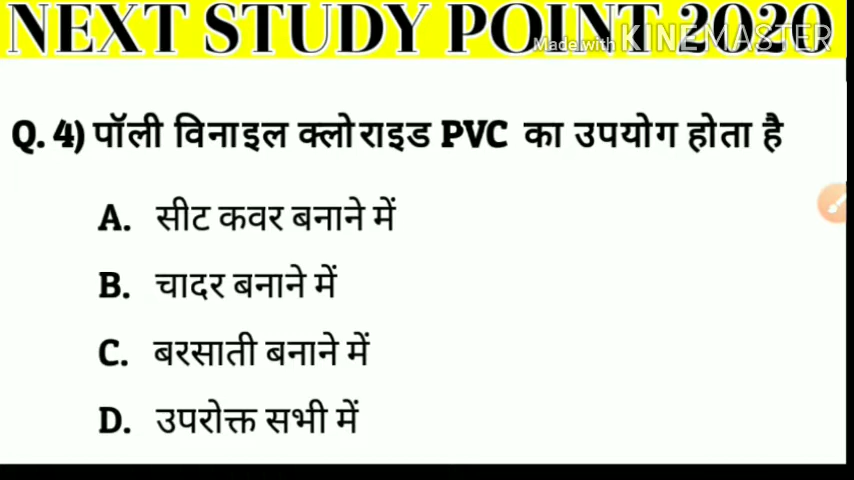 NEXT STUDY POINT 2020
Made with KINEMASTER
Q. 4) पॉली विनाइल क्लोराइड PVC का उपयोग होता है
A. सीट कवर बनाने में
B. चादर बनाने में
C. बरसाती बनाने में
D. उपरोक्त सभी में